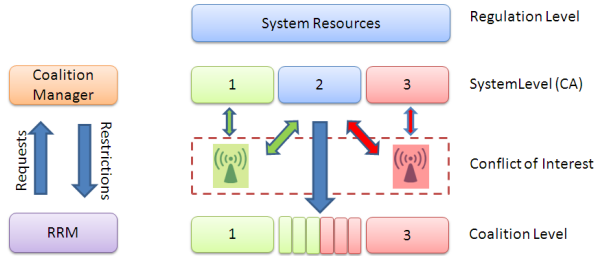 System Resources
Regulation Level
Coalition
Manager
1
2
3
SystemLevel (CA)
Requests
Restrictions
Conflict of Interest
RRM
1
3
Coalition Level